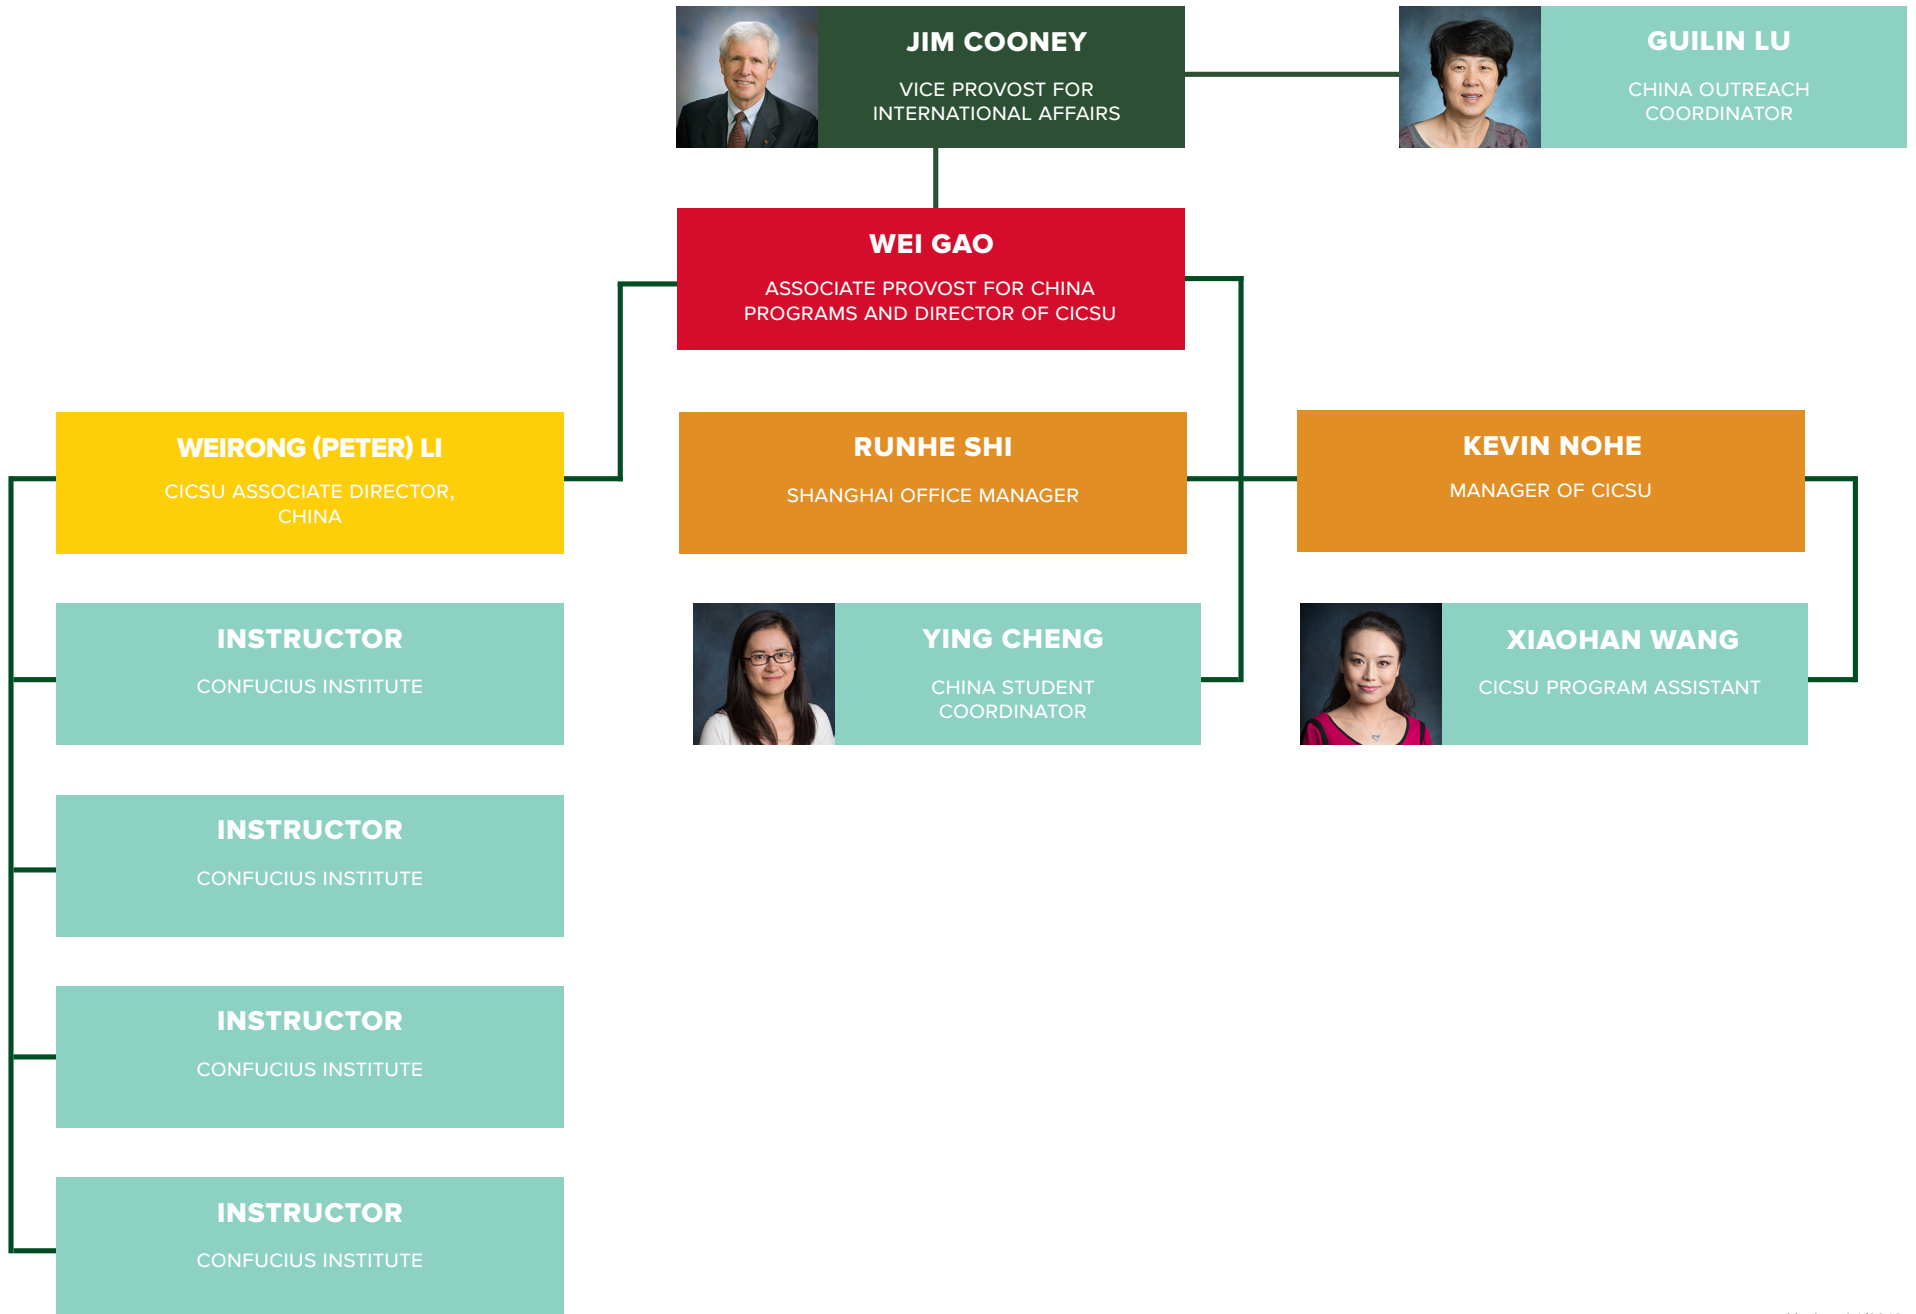 JIM COONEY
VICE PROVOST FOR
INTERNATIONAL AFFAIRS
GUILIN LU
CHINA OUTREACH
COORDINATOR
WEI GAO
ASSOCIATE PROVOST FOR CHINA
PROGRAMS AND DIRECTOR OF CICSU
WEIRONG (PETER) LI
CICSU ASSOCIATE DIRECTOR,
CHINA
RUNHE SHI
SHANGHAI OFFICE MANAGER
KEVIN NOHE
MANAGER OF CICSU
INSTRUCTOR
CONFUCIUS INSTITUTE
YING CHENG
CHINA STUDENT
COORDINATOR
XIAOHAN WANG
CICSU PROGRAM ASSISTANT
INSTRUCTOR
CONFUCIUS INSTITUTE
INSTRUCTOR
CONFUCIUS INSTITUTE
INSTRUCTOR
CONFUCIUS INSTITUTE